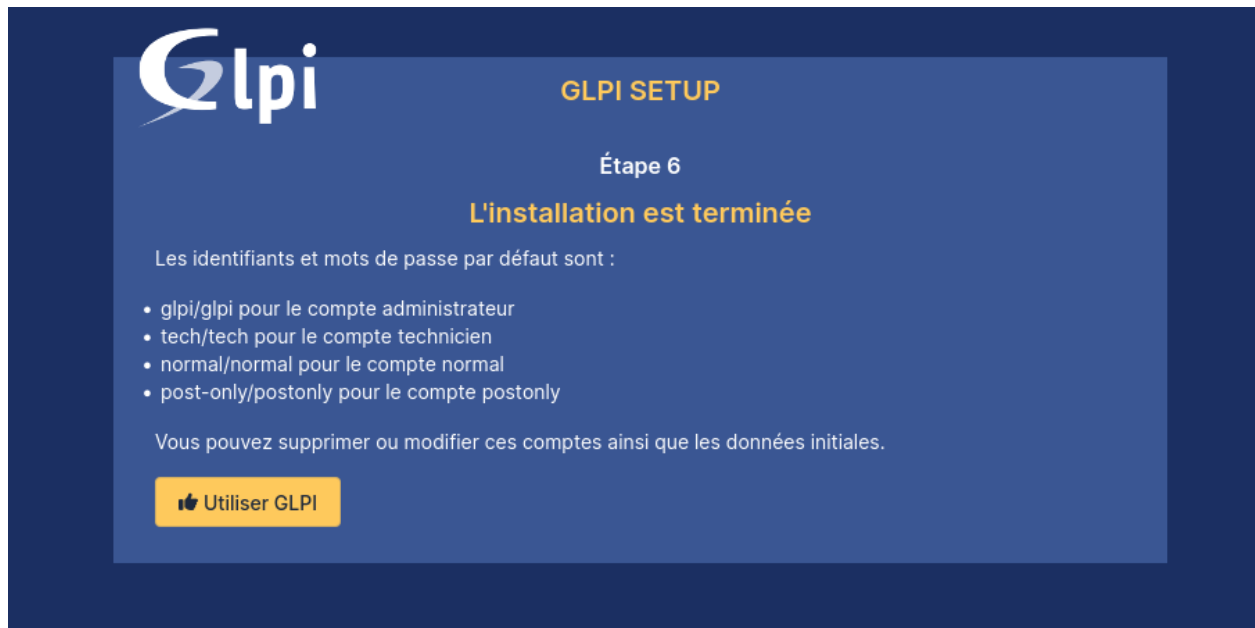 Glpi
GLPI SETUP
Étape 6
L'installation est terminée
Les identifiants et mots de passe par défaut sont :
• glpi/glpi pour le compte administrateur
• tech/tech pour le compte technicien
• normal/normal pour le compte normal
• post-only/postonly pour le compte postonly
Vous pouvez supprimer ou modifier ces comptes ainsi que les données initiales.
Utiliser GLPI